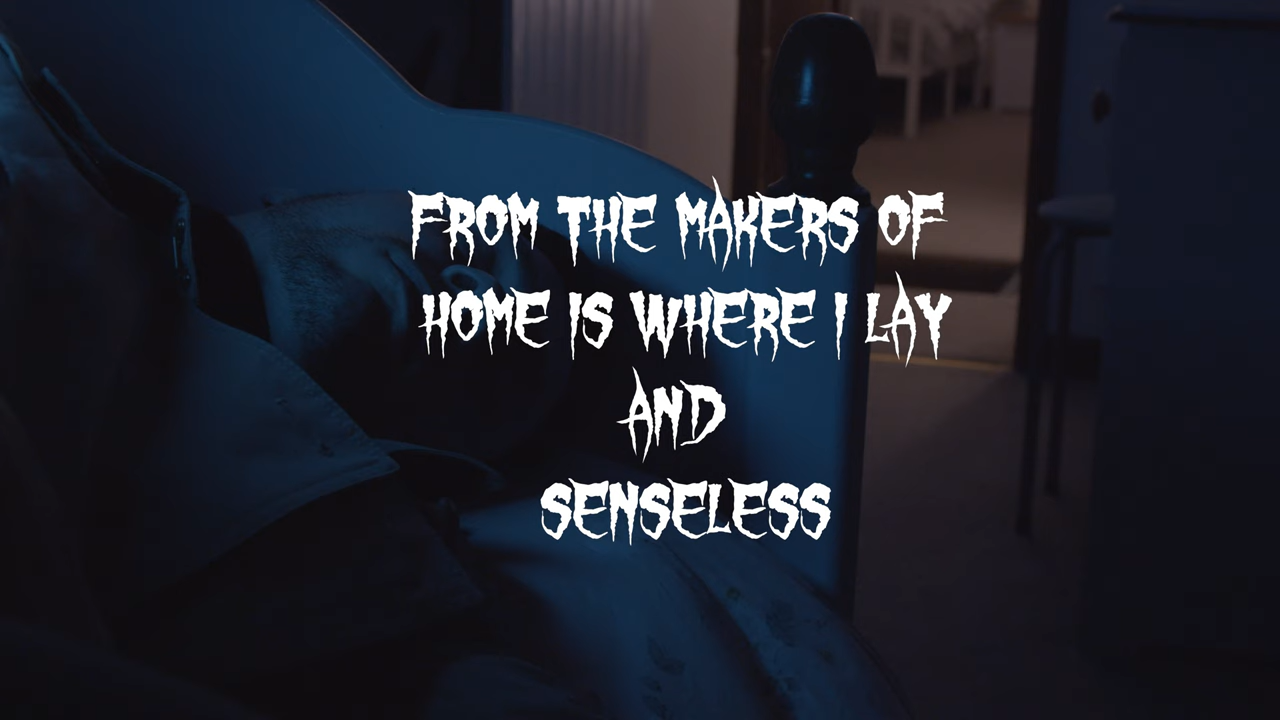 FROM THE MAKERS OF
HOME IS WHERE I LAY
AND
SENSELESS